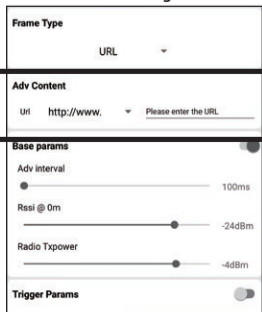 Frame Type
URL
Adv Content
Url http://www. Please enter the URL
Base params
Adv interval
100ms
Rssi @ 0m
-24dBm
Radio Txpower
-4dBm
Trigger Params